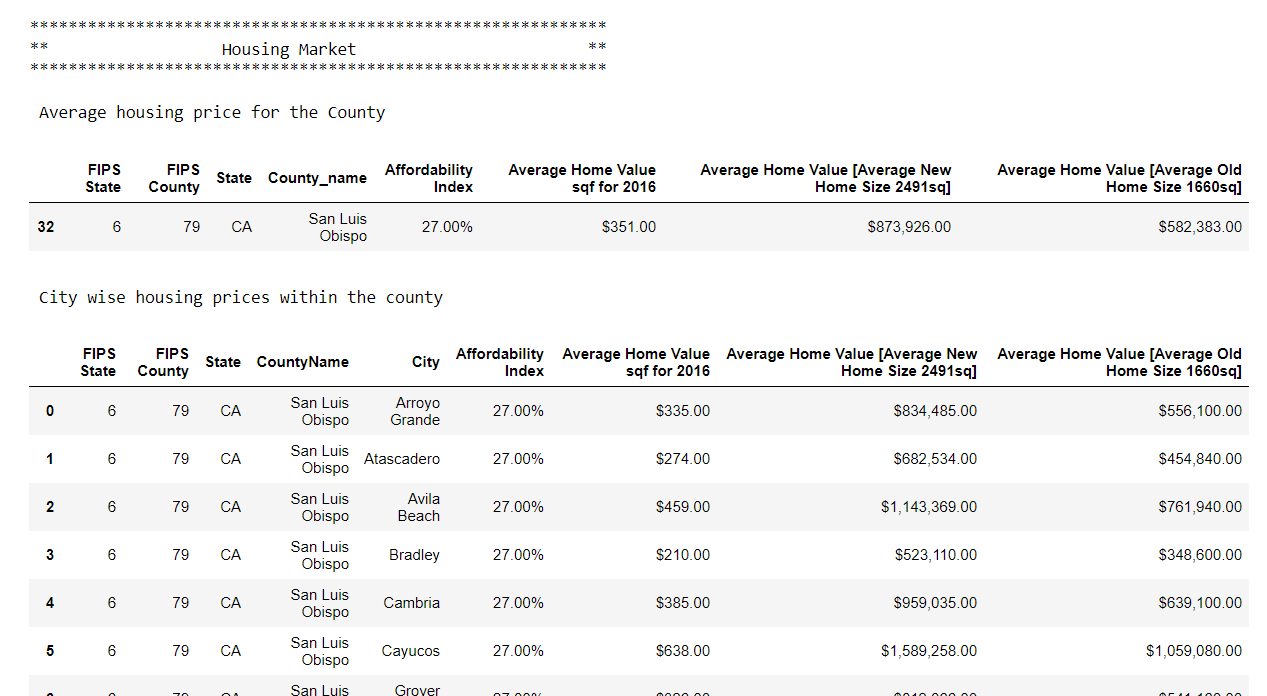 ************************************************************
** Housing Market **
************************************************************
Average housing price for the County
FIPS State FIPS County State County_name Affordability Index Average Home Value sqf for 2016 Average Home Value [Average New Home Size 2491sq] Average Home Value [Average Old Home Size 1660sq]
32 6 79 CA San Luis Obispo 27.00% $351.00 $873,926.00 $582,383.00
City wise housing prices within the county
FIPS State FIPS County State CountyName City Affordability Index Average Home Value sqf for 2016 Average Home Value [Average New Home Size 2491sq] Average Home Value [Average Old Home Size 1660sq]
0 6 79 CA San Luis Obispo Arroyo Grande 27.00% $335.00 $834,485.00 $556,100.00
1 6 79 CA San Luis Obispo Atascadero 27.00% $274.00 $682,534.00 $454,840.00
2 6 79 CA San Luis Obispo Avila Beach 27.00% $459.00 $1,143,369.00 $761,940.00
3 6 79 CA San Luis Obispo Bradley 27.00% $210.00 $523,110.00 $348,600.00
4 6 79 CA San Luis Obispo Cambria 27.00% $385.00 $959,035.00 $639,100.00
5 6 79 CA San Luis Obispo Cayucos 27.00% $638.00 $1,589,258.00 $1,059,080.00
San Luis Grover